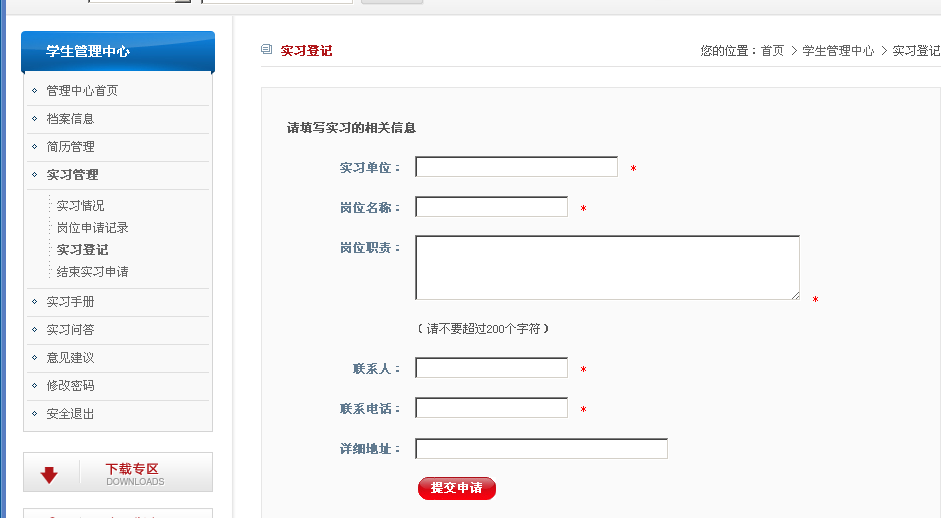 学生管理中心
管理中心首页
档案信息
简历管理
实习管理
实习情况
岗位申请记录
实习登记
结束实习申请
实习手册
实习问答
意见建议
修改密码
安全退出
下载专区
DOWNLOADS
实习登记
您的位置：首页 > 学生管理中心 > 实习登记
请填写实习的相关信息
实习单位： *
岗位名称： *
岗位职责： *
（请不要超过200个字符）
联系人： *
联系电话： *
详细地址：
提交申请